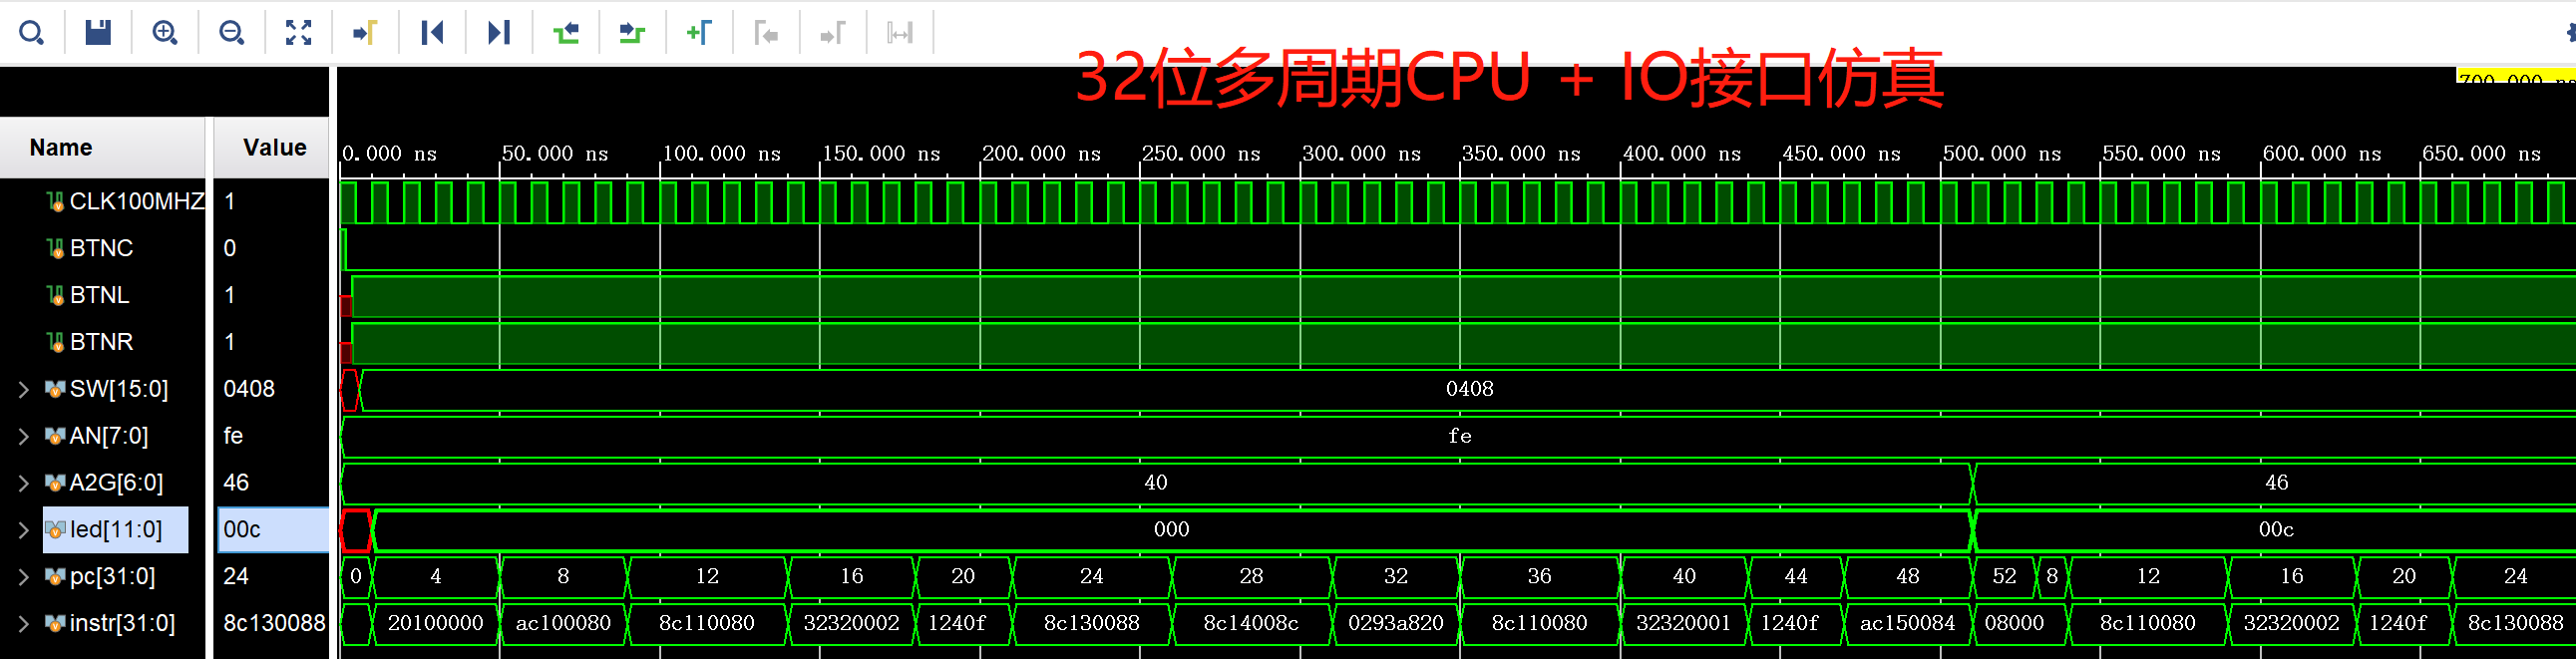 32位多周期CPU + IO接口仿真
Name Value
0.000 ns 50.000 ns 100.000 ns 150.000 ns 200.000 ns 250.000 ns 300.000 ns 350.000 ns 400.000 ns 450.000 ns 500.000 ns 550.000 ns 600.000 ns 650.000 ns
CLK100MHZ 1
BTNC 0
BTNL 1
BTNR 1
SW[15:0] 0408 0408
AN[7:0] fe fe
A2G[6:0] 46 40 46
led[11:0] 00c 000 00c
pc[31:0] 24 0 4 8 12 16 20 24 28 32 36 40 44 48 52 8 12 16 20 24
instr[31:0] 8c130088 20100000 ac100080 8c110080 32320002 1240f 8c130088 8c14008c 0293a820 8c110080 32320001 1240f ac150084 08000 8c110080 32320002 1240f 8c130088